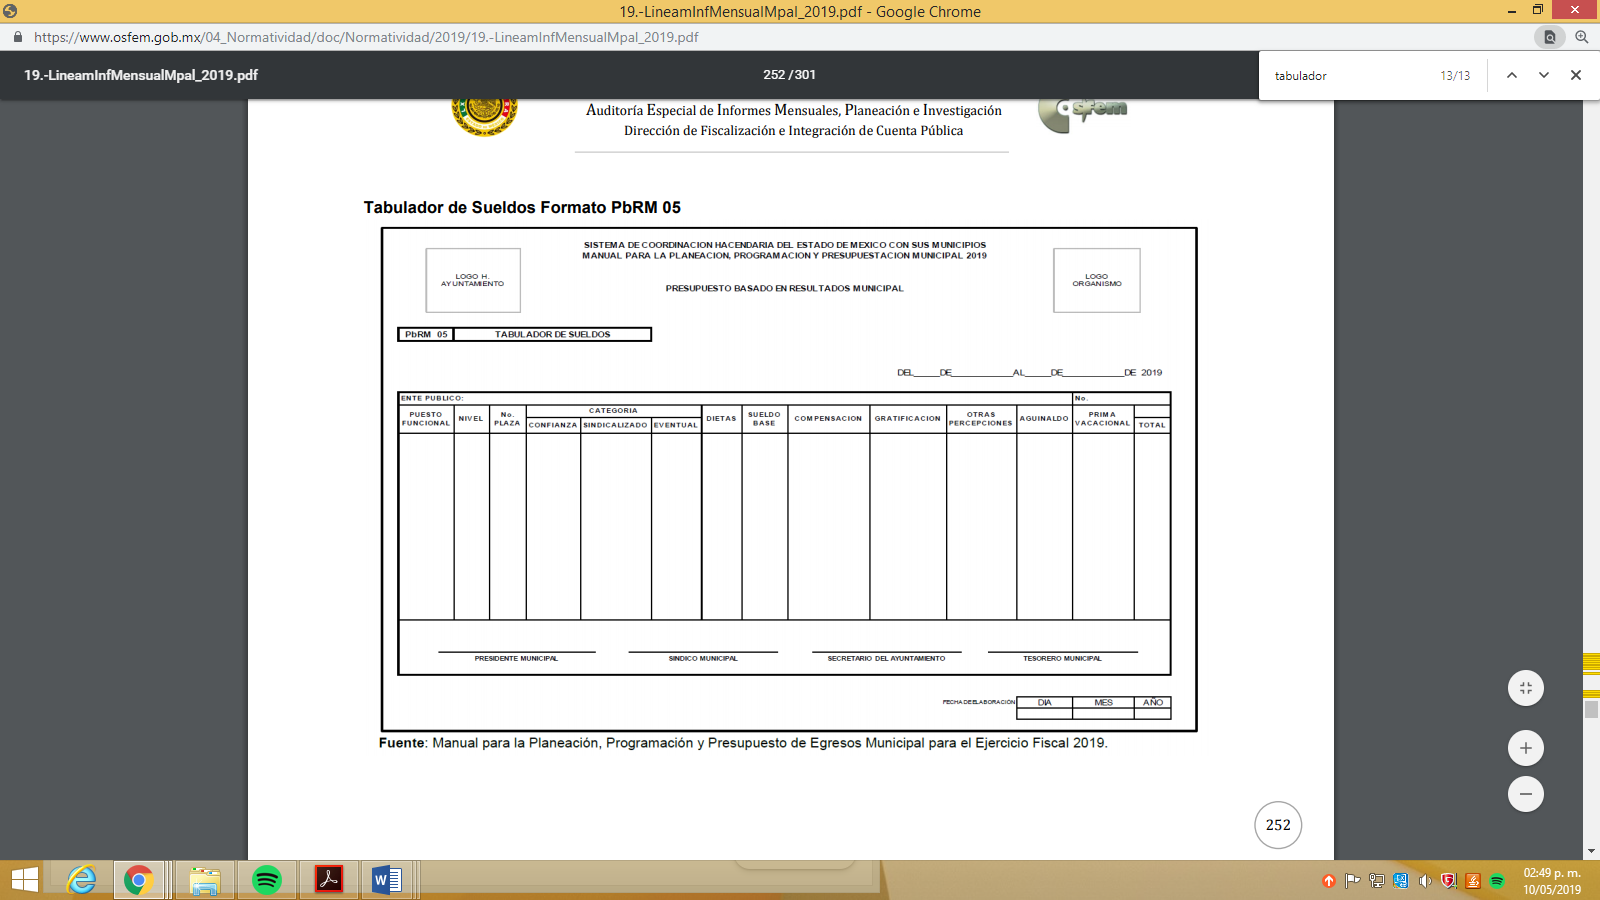 19.-LineamInfMensualMpal_2019.pdf - Google Chrome
https://www.osfem.gob.mx/04_Normatividad/doc/Normatividad/2019/19.-LineamInfMensualMpal_2019.pdf
19.-LineamInfMensualMpal_2019.pdf
252 / 301
tabulador
13/13
Auditoría Especial de Informes Mensuales, Planeación e Investigación
Dirección de Fiscalización e Integración de Cuenta Pública
osfem
Tabulador de Sueldos Formato PbRM 05
LOGO H.
AYUNTAMIENTO
SISTEMA DE COORDINACION HACENDARIA DEL ESTADO DE MEXICO CON SUS MUNICIPIOS
MANUAL PARA LA PLANEACION, PROGRAMACION Y PRESUPUESTACION MUNICIPAL 2019
PRESUPUESTO BASADO EN RESULTADOS MUNICIPAL
LOGO
ORGANISMO
PbRM 05 TABULADOR DE SUELDOS
DEL_____DE____________AL_____DE____________DE 2019
ENTE PUBLICO: No.
PUESTO
FUNCIONAL
NIVEL
No.
PLAZA
CATEGORIA
CONFIANZA SINDICALIZADO EVENTUAL
DIETAS
SUELDO
BASE
COMPENSACION
GRATIFICACION
OTRAS
PERCEPCIONES
AGUINALDO
PRIMA
VACACIONAL
TOTAL
PRESIDENTE MUNICIPAL SINDICO MUNICIPAL SECRETARIO DEL AYUNTAMIENTO TESORERO MUNICIPAL
FECHA DE ELABORACIÓN DIA MES AÑO
Fuente: Manual para la Planeación, Programación y Presupuesto de Egresos Municipal para el Ejercicio Fiscal 2019.
252
02:49 p. m.
10/05/2019